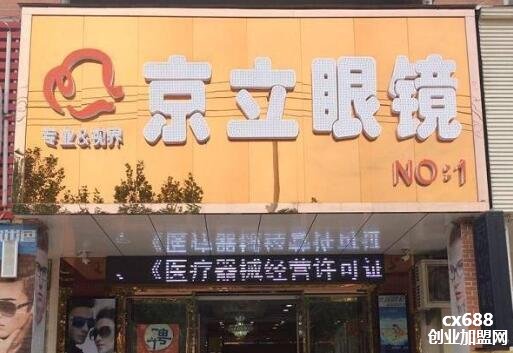 京立眼镜
专业&视界
NO:1
《医疗器械经营许可证
聘
cx688
创业加盟网